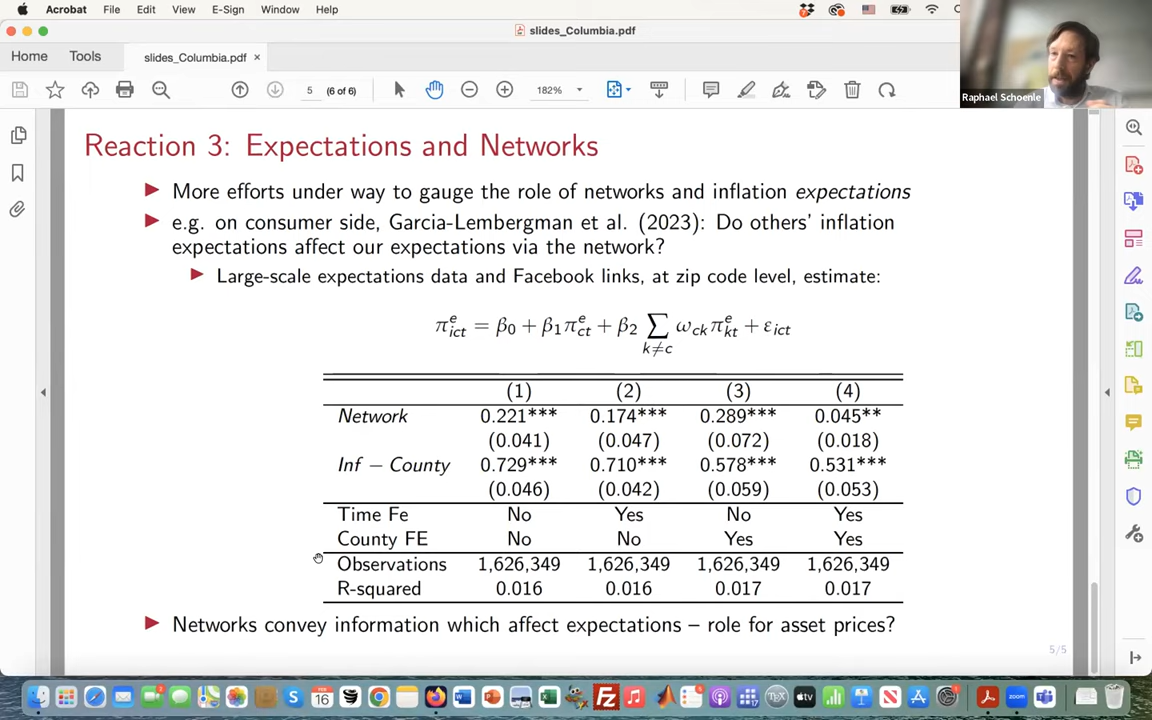 Acrobat File Edit View E-Sign Window Help
slides_Columbia.pdf
Home Tools slides_Columbia.pdf ×
5 (6 of 6) 182%
Raphael Schoenle
Reaction 3: Expectations and Networks
More efforts under way to gauge the role of networks and inflation expectations
e.g. on consumer side, Garcia-Lembergman et al. (2023): Do others' inflation
expectations affect our expectations via the network?
Large-scale expectations data and Facebook links, at zip code level, estimate:
π^e_ict = β0 + β1π^e_ct + β2 ∑_{k≠c} ω_ck π^e_kt + ε_ict
(1) (2) (3) (4)
Network 0.221*** 0.174*** 0.289*** 0.045**
(0.041) (0.047) (0.072) (0.018)
Inf − County 0.729*** 0.710*** 0.578*** 0.531***
(0.046) (0.042) (0.059) (0.053)
Time Fe No Yes No Yes
County FE No No Yes Yes
Observations 1,626,349 1,626,349 1,626,349 1,626,349
R-squared 0.016 0.016 0.017 0.017
Networks convey information which affect expectations – role for asset prices?
5/5
FEB
16
zoom
tv